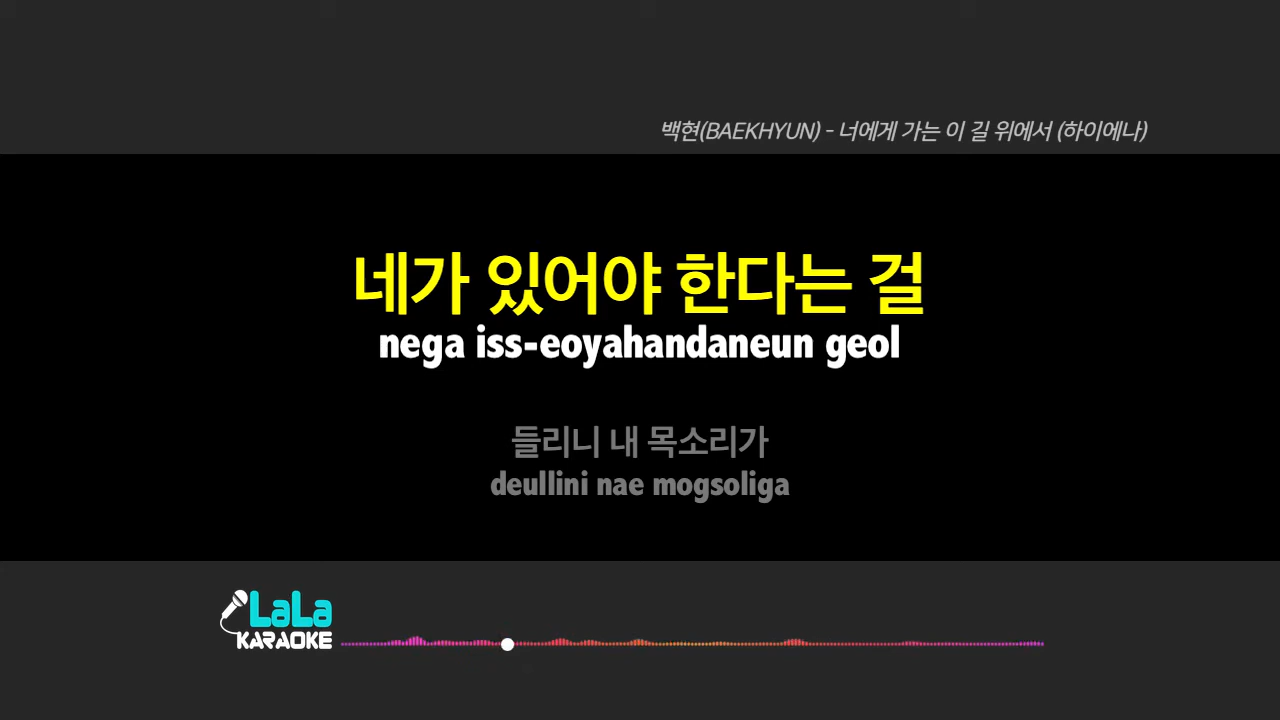 백현(BAEKHYUN) - 너에게 가는 이 길 위에서 (하이에나)
네가 있어야 한다는 걸
nega iss-eoyahandaneun geol
들리니 내 목소리가
deullini nae mogsoliga
LaLa
KARAOKE